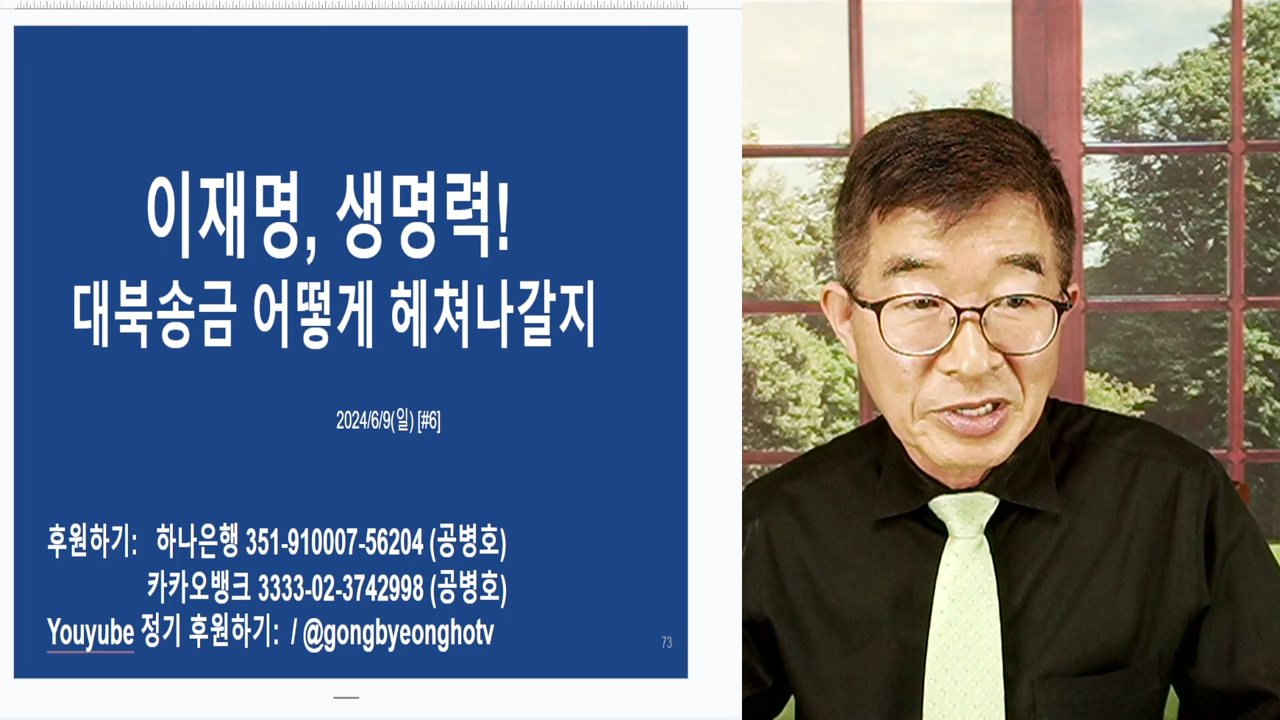 이재명, 생명력!
대북송금 어떻게 헤쳐나갈지
2024/6/9(일) [#6]
후원하기: 하나은행 351-910007-56204 (공병호)
카카오뱅크 3333-02-3742998 (공병호)
Youyube 정기 후원하기: / @gongbyeonghotv
73